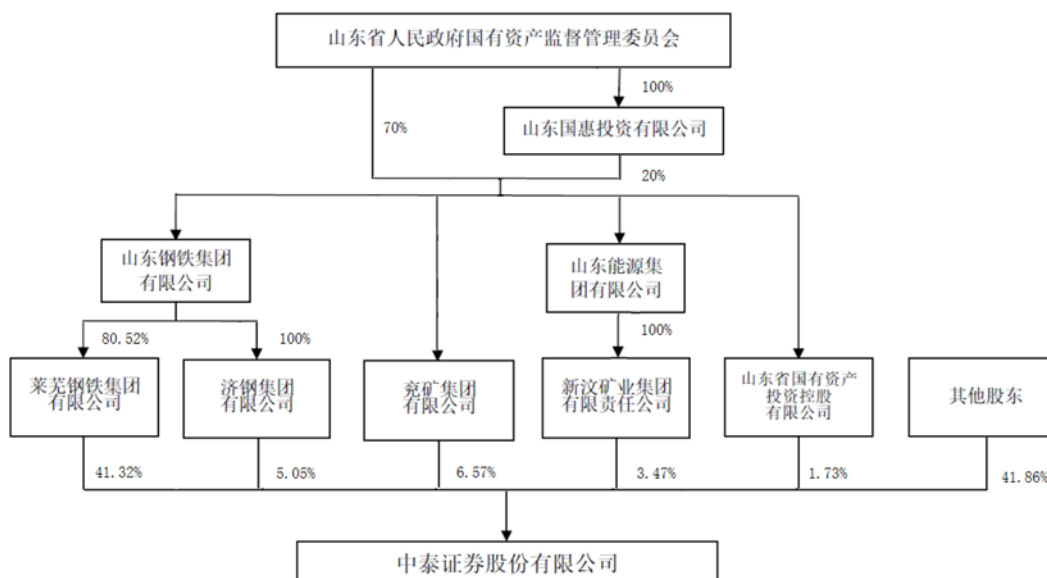 山东省人民政府国有资产监督管理委员会
100%
70%
山东国惠投资有限公司
20%
山东钢铁集团
有限公司
山东能源集
团有限公司
80.52%
100%
100%
莱芜钢铁集团
有限公司
济钢集团
有限公司
兖矿集团
有限公司
新汶矿业集团
有限责任公司
山东省国有资产
投资控股
有限公司
其他股东
41.32%
5.05%
6.57%
3.47%
1.73%
41.86%
中泰证券股份有限公司